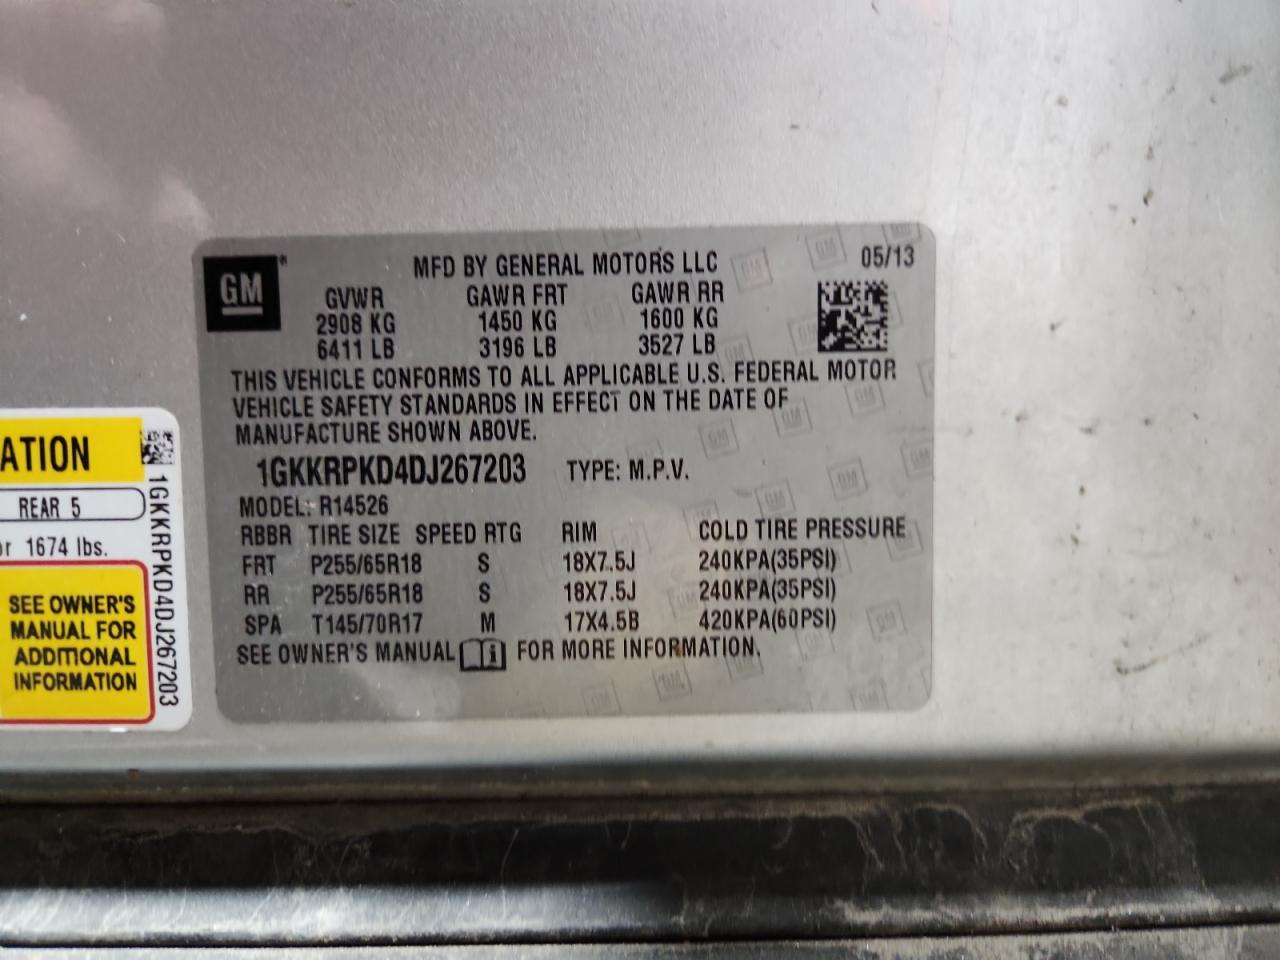 GM
MFD BY GENERAL MOTORS LLC 05/13
GVWR GAWR FRT GAWR RR
2908 KG 1450 KG 1600 KG
6411 LB 3196 LB 3527 LB
THIS VEHICLE CONFORMS TO ALL APPLICABLE U.S. FEDERAL MOTOR
VEHICLE SAFETY STANDARDS IN EFFECT ON THE DATE OF
MANUFACTURE SHOWN ABOVE.
1GKKRPKD4DJ267203 TYPE: M.P.V.
MODEL: R14526
RBBR TIRE SIZE SPEED RTG RIM COLD TIRE PRESSURE
FRT P255/65R18 S 18X7.5J 240KPA(35PSI)
RR P255/65R18 S 18X7.5J 240KPA(35PSI)
SPA T145/70R17 M 17X4.5B 420KPA(60PSI)
SEE OWNER'S MANUAL i FOR MORE INFORMATION.
ATION
REAR 5
or 1674 lbs.
SEE OWNER'S
MANUAL FOR
ADDITIONAL
INFORMATION
1GKKRPKD4DJ267203